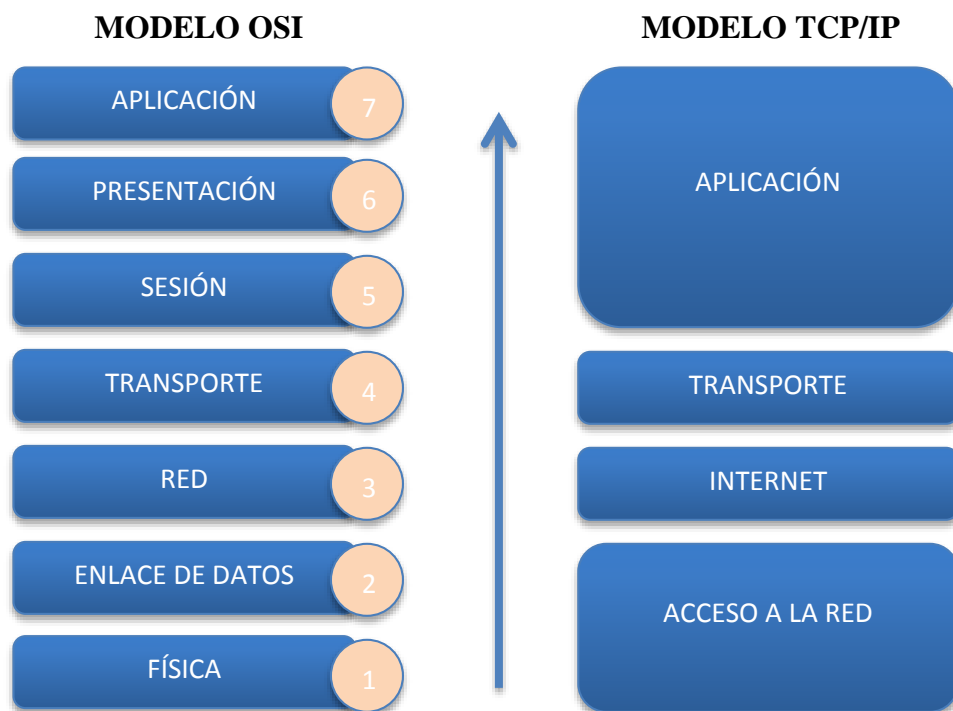 MODELO OSI
APLICACIÓN 7
PRESENTACIÓN 6
SESIÓN 5
TRANSPORTE 4
RED 3
ENLACE DE DATOS 2
FÍSICA 1
MODELO TCP/IP
APLICACIÓN
TRANSPORTE
INTERNET
ACCESO A LA RED